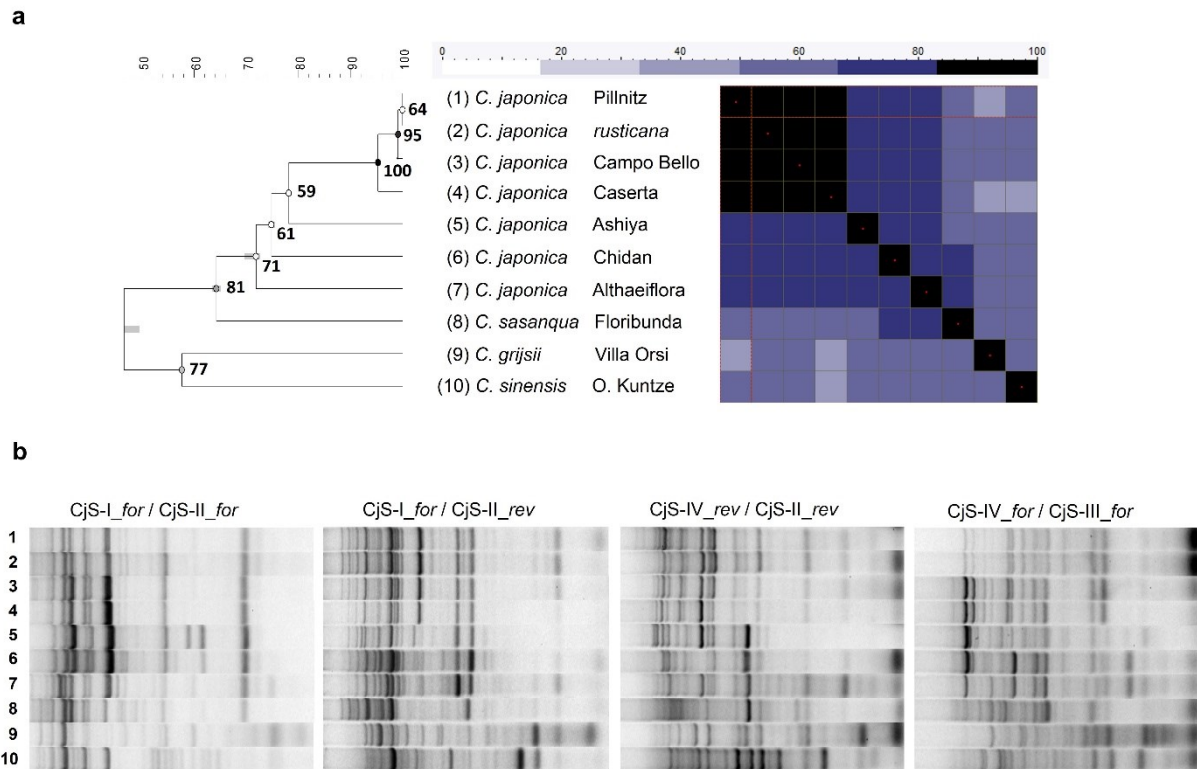 a
50 60 70 80 90 100
0 20 40 60 80 100
64
95
100
59
61
71
81
77
(1) C. japonica Pillnitz
(2) C. japonica rusticana
(3) C. japonica Campo Bello
(4) C. japonica Caserta
(5) C. japonica Ashiya
(6) C. japonica Chidan
(7) C. japonica Althaeiflora
(8) C. sasanqua Floribunda
(9) C. grijsii Villa Orsi
(10) C. sinensis O. Kuntze
b
CjS-I_for / CjS-II_for CjS-I_for / CjS-II_rev CjS-IV_rev / CjS-II_rev CjS-IV_for / CjS-III_for
1
2
3
4
5
6
7
8
9
10